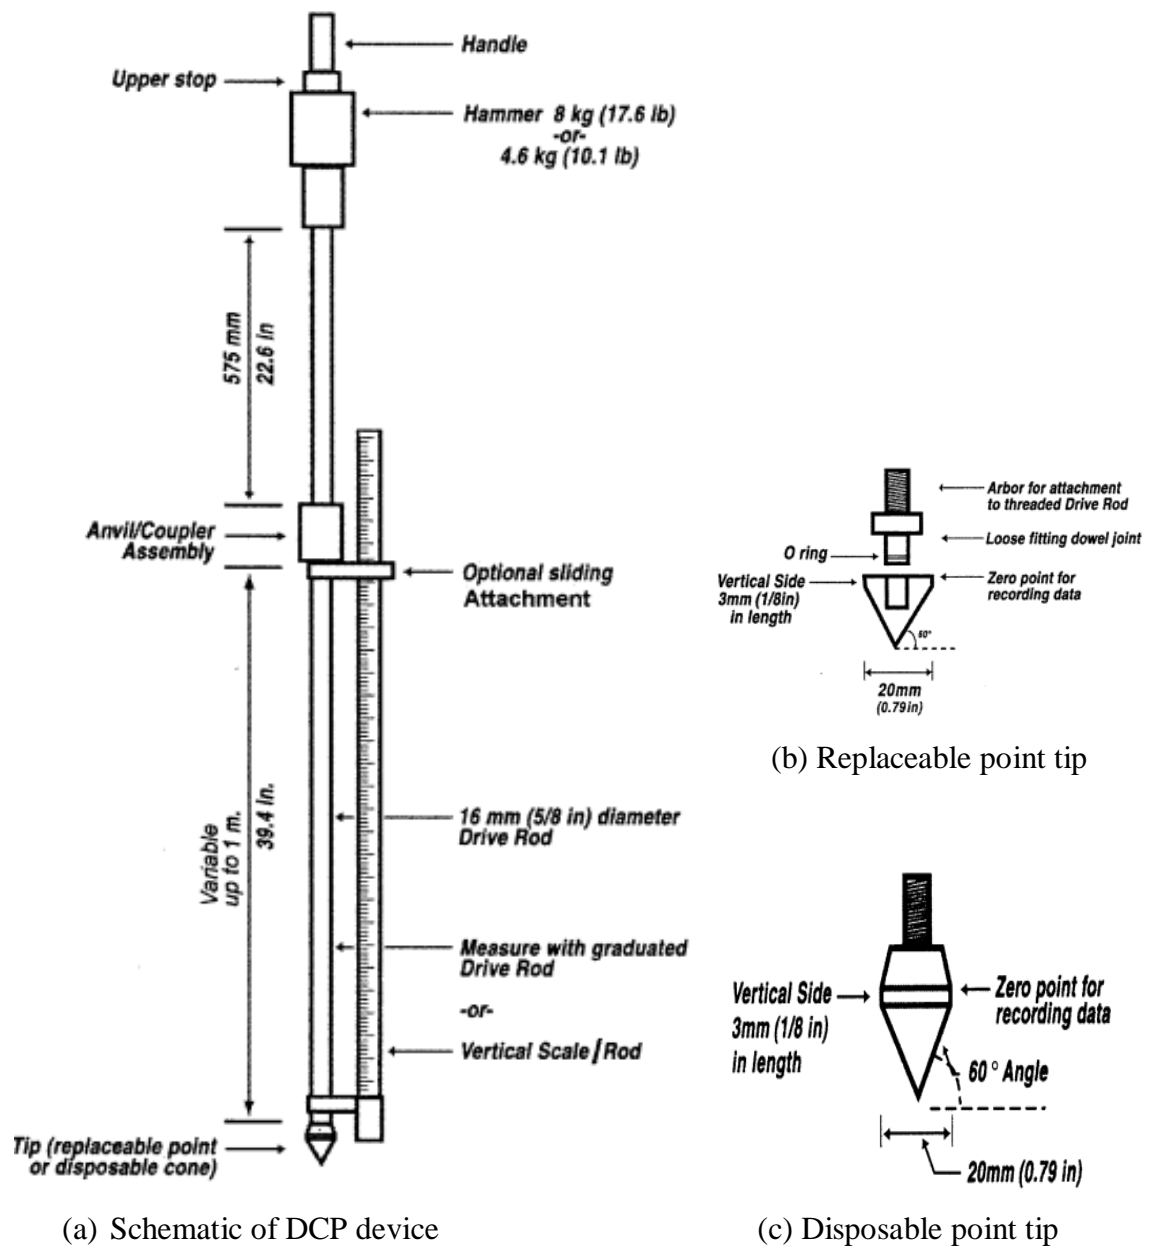 Handle
Upper stop
Hammer 8 kg (17.6 lb)
-or-
4.6 kg (10.1 lb)
575 mm
22.6 in
Anvil/Coupler
Assembly
Optional sliding
Attachment
Variable
up to 1 m.
39.4 in.
16 mm (5/8 in) diameter
Drive Rod
Measure with graduated
Drive Rod
-or-
Vertical Scale/Rod
Tip (replaceable point
or disposable cone)
(a) Schematic of DCP device
Arbor for attachment
to threaded Drive Rod
Loose fitting dowel joint
O ring
Vertical Side
3mm (1/8in)
in length
Zero point for
recording data
60°
20mm
(0.79in)
(b) Replaceable point tip
Vertical Side
3mm (1/8 in)
in length
Zero point for
recording data
60° Angle
20mm (0.79 in)
(c) Disposable point tip